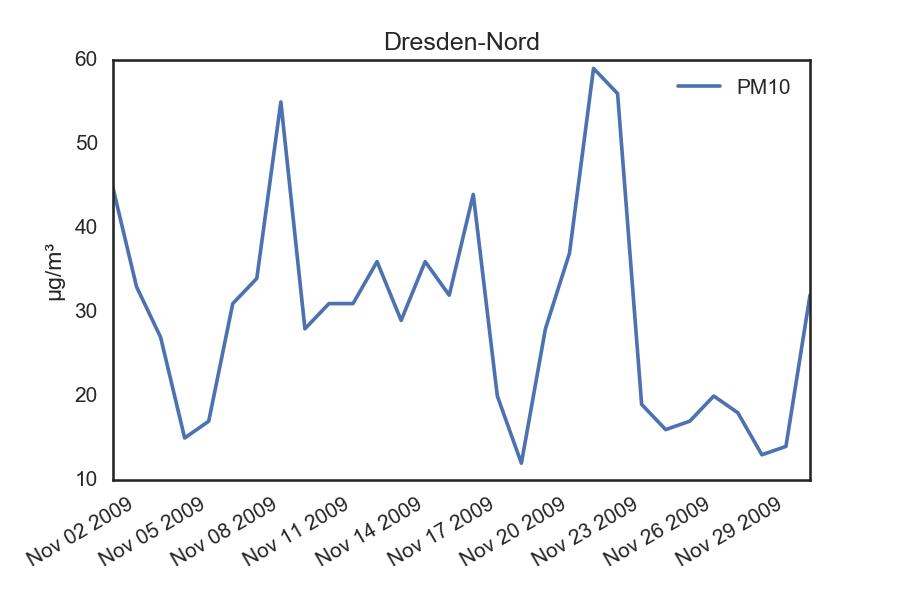 Dresden-Nord
60
50
40
30
20
10
µg/m³
PM10
Nov 02 2009
Nov 05 2009
Nov 08 2009
Nov 11 2009
Nov 14 2009
Nov 17 2009
Nov 20 2009
Nov 23 2009
Nov 26 2009
Nov 29 2009